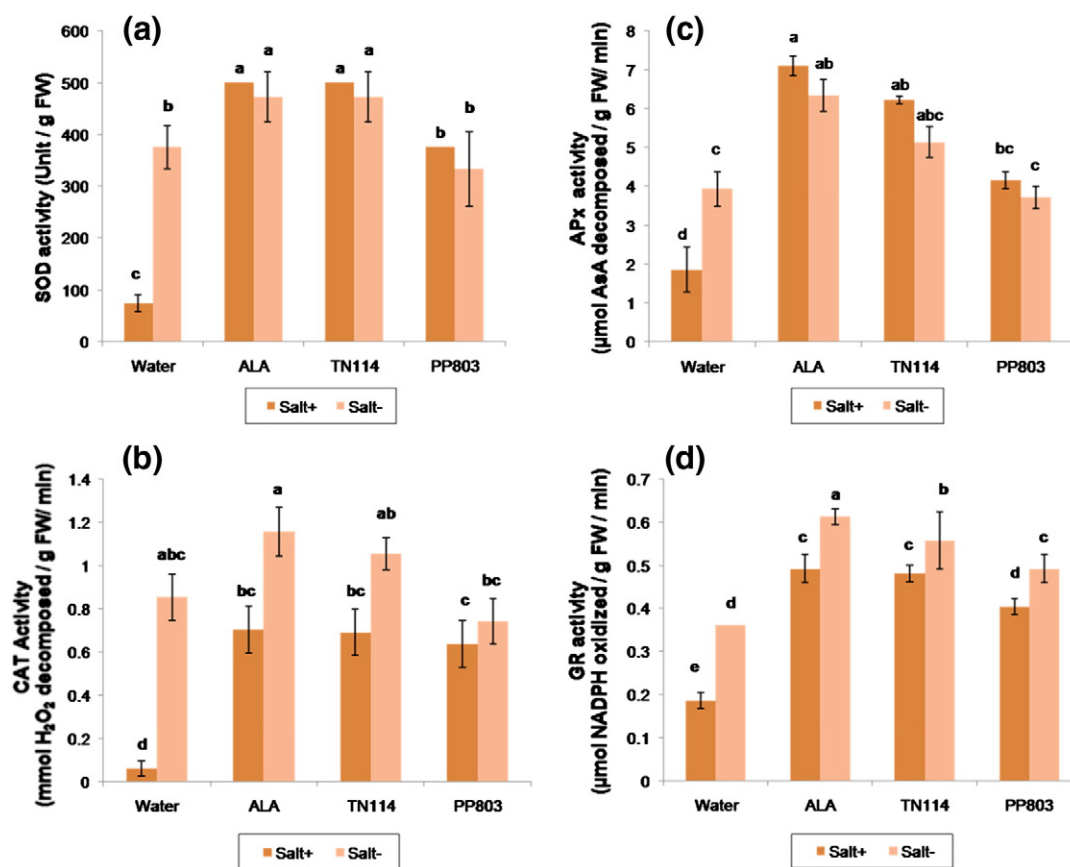 (a)
SOD activity (Unit / g FW)
600
500
400
300
200
100
0
c
b
a
a
a
a
b
b
Water
ALA
TN114
PP803
Salt+
Salt-
(c)
APx activity
(µmol AsA decomposed / g FW/ min)
8
7
6
5
4
3
2
1
0
d
c
a
ab
ab
abc
bc
c
Water
ALA
TN114
PP803
Salt+
Salt-
(b)
CAT Activity
(mmol H₂O₂ decomposed / g FW/ min)
1.4
1.2
1
0.8
0.6
0.4
0.2
0
d
abc
bc
a
bc
ab
c
bc
Water
ALA
TN114
PP803
Salt+
Salt-
(d)
GR activity
(µmol NADPH oxidized / g FW / min)
0.7
0.6
0.5
0.4
0.3
0.2
0.1
0
e
d
c
a
c
b
d
c
Water
ALA
TN114
PP803
Salt+
Salt-